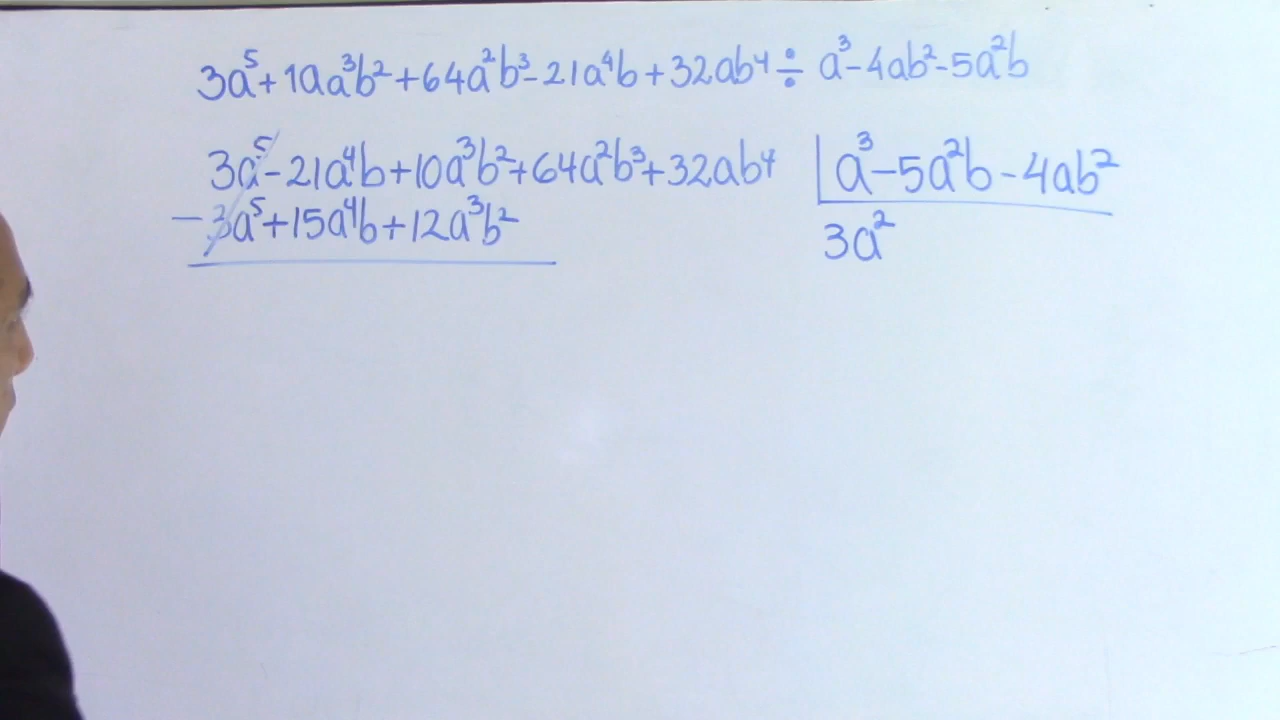 3a⁵+1aa³b²+64a²b³-21a⁴b+32ab⁴÷a³-4ab²-5a²b
3a⁵-21a⁴b+10a³b²+64a²b³+32ab⁴ | a³-5a²b-4ab²
-3a⁵+15a⁴b+12a³b² 3a²